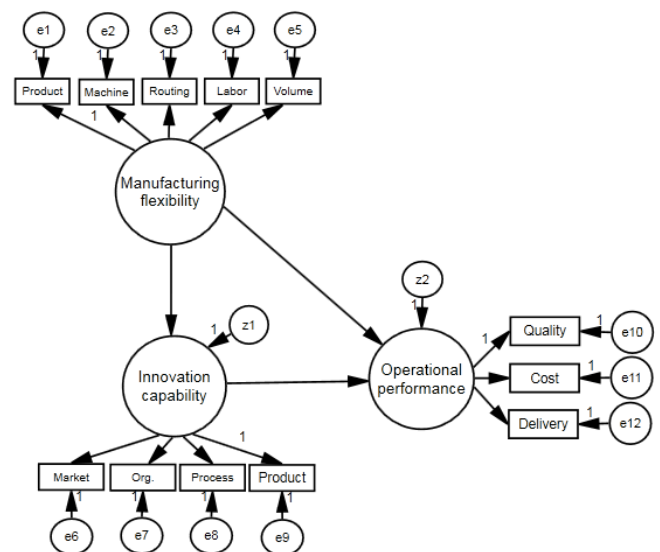 e1 e2 e3 e4 e5
1 1 1 1 1
Product Machine Routing Labor Volume
1
Manufacturing
flexibility
z2
1
z1
1
Quality 1 e10
1
Innovation
capability
Operational
performance
Cost 1 e11
Delivery 1 e12
1
Market Org. Process Product
1 1 1 1
e6 e7 e8 e9